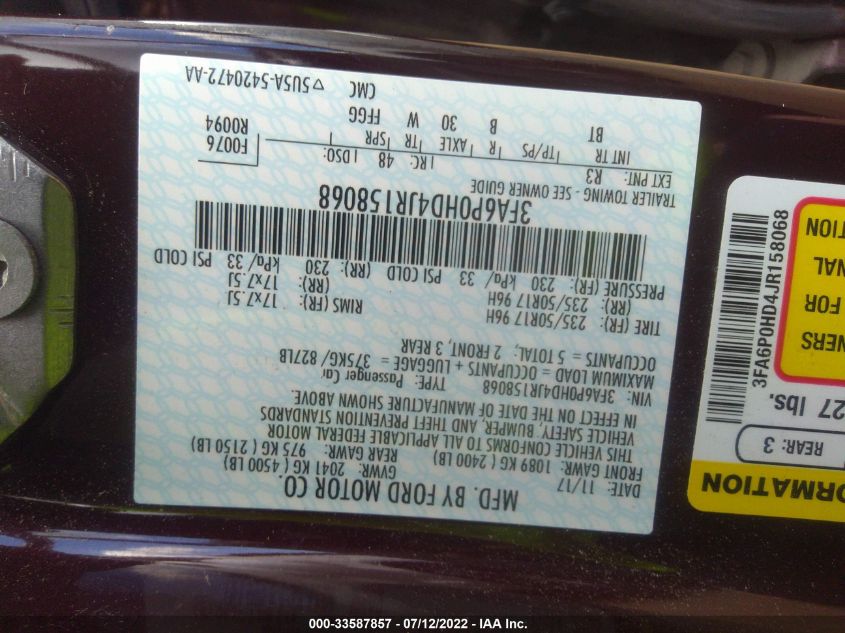 MFD. BY FORD MOTOR CO.
DATE: 11/17
GVWR: 2041 KG ( 4500 LB)
FRONT GAWR: 1089 KG ( 2400 LB)
REAR GAWR: 975 KG ( 2150 LB)
THIS VEHICLE CONFORMS TO ALL APPLICABLE FEDERAL MOTOR
VEHICLE SAFETY, BUMPER, AND THEFT PREVENTION STANDARDS
IN EFFECT ON THE DATE OF MANUFACTURE SHOWN ABOVE.
VIN: 3FA6P0HD4JR158068
TYPE: Passenger Car
MAXIMUM LOAD = OCCUPANTS + LUGGAGE = 375KG/ 827LB
OCCUPANTS = 5 TOTAL: 2 FRONT, 3 REAR
TIRE (FR): 235/50R17 96H
RIMS (FR): 17x7.5J
(RR): 235/50R17 96H
(RR): 17x7.5J
PRESSURE (FR): 230 kPa/ 33 PSI COLD (RR): 230 kPa/ 33 PSI COLD
3FA6P0HD4JR158068
TRAILER TOWING - SEE OWNER GUIDE
EXT PNT: R3 RC: 48 DSO: F0076
R0094
INT TR TP/PS R AXLE TR SPR
BT B 30 W FFGG
CMC ▽5U5A-5420472-AA
ORMATION
REAR: 3
27 lbs.
NERS
FOR
NAL
TION
3FA6P0HD4JR158068
000-33587857 - 07/12/2022 - IAA Inc.